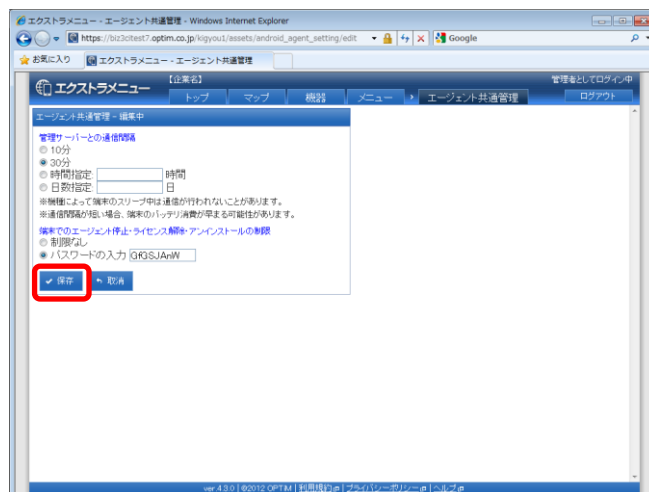 エクストラメニュー - エージェント共通管理 - Windows Internet Explorer
https://biz3citest7.optim.co.jp/kigyou1/assets/android_agent_setting/edit
Google
お気に入り
エクストラメニュー - エージェント共通管理
エクストラメニュー
【企業名】
管理者としてログイン中
トップ
マップ
機器
メニュー
エージェント共通管理
ログアウト
エージェント共通管理 - 編集中
管理サーバーとの通信間隔
10分
30分
時間指定: 時間
日数指定: 日
※機種によって端末のスリープ中は通信が行われないことがあります。
※通信間隔が短い場合、端末のバッテリ消費が早まる可能性があります。
端末でのエージェント停止・ライセンス解除・アンインストールの制限
制限なし
パスワードの入力 GfGSJAnW
保存
取消
ver.4.3.0 | ©2012 OPTiM | 利用規約 | プライバシーポリシー | ヘルプ